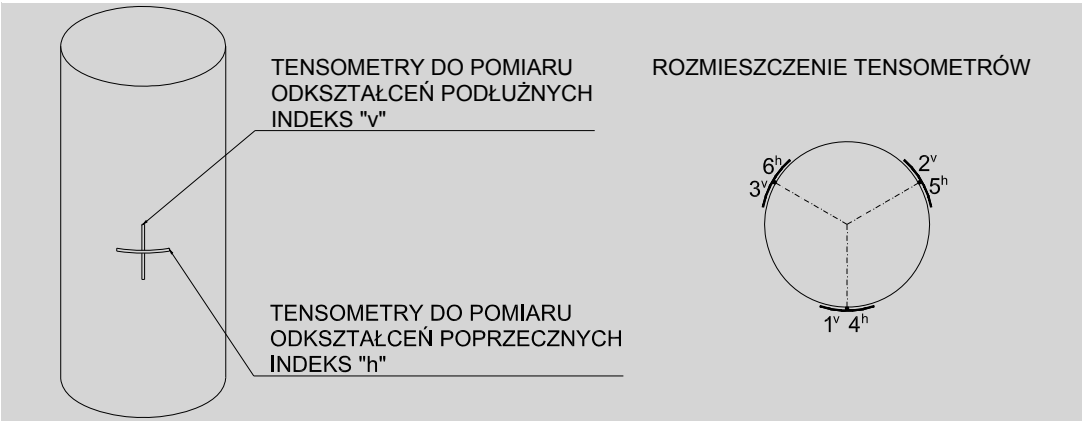 TENSOMETRY DO POMIARU
ODKSZTAŁCEŃ PODŁUŻNYCH
INDEKS "v"
TENSOMETRY DO POMIARU
ODKSZTAŁCEŃ POPRZECZNYCH
INDEKS "h"
ROZMIESZCZENIE TENSOMETRÓW
6ʰ
3ᵛ
2ᵛ
5ʰ
1ᵛ 4ʰ